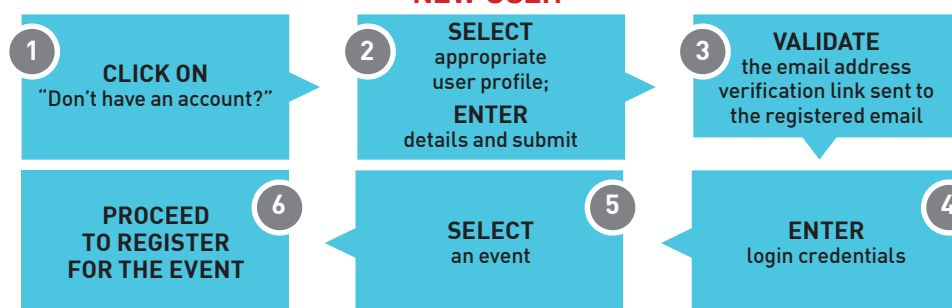 NEW USER
1
CLICK ON
“Don’t have an account?”
2
SELECT
appropriate
user profile;
ENTER
details and submit
3
VALIDATE
the email address
verification link sent to
the registered email
4
ENTER
login credentials
5
SELECT
an event
6
PROCEED
TO REGISTER
FOR THE EVENT